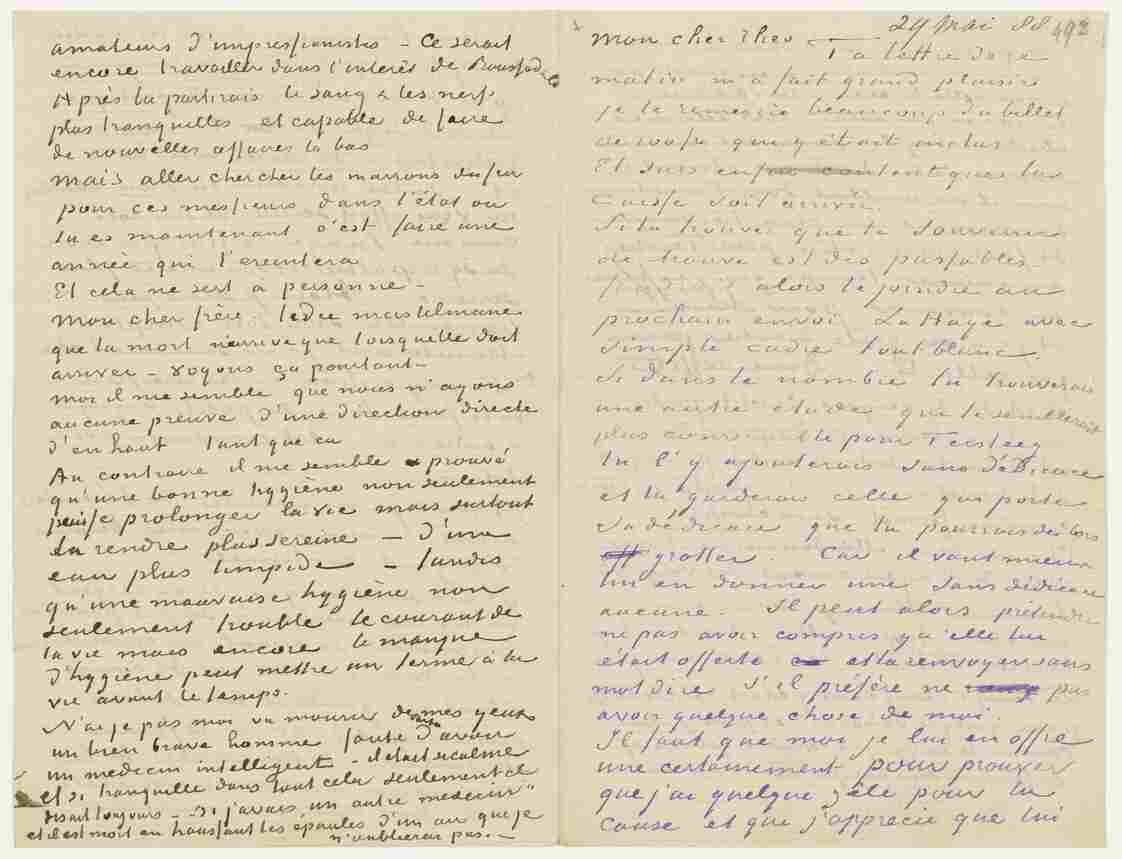 amateurs d'impressionistes – Ce serait
encore travailler dans l'interêt de Boussod & Co
Après tu partirais le sang & les nerfs
plus tranquilles et capable de faire
de nouvelles affaires là bas
mais aller chercher les marrons du feu
pour ces messieurs dans l'état ou
tu es maintenant c'est faire une
année qui t'ereintera
Et cela ne sert à personne –
Mon cher frère l'edée musulmane
que la mort n'arrive que lorsqu'elle doit
arriver – voyons ça pourtant –
moi il me semble que nous n'ayons
aucune preuve d'une direction directe
d'en haut tant que ça
Au contraire il me semble prouvé
qu'une bonne hygiène non seulement
puisse prolonger la vie mais surtout
la rendre plus sereine – d'une
eau plus limpide – tandis
qu'une mauvaise hygiène non
seulement trouble le courant de
la vie mais encore le manque
d'hygiène peut mettre un terme à la
vie avant le temps.
N'ai je pas moi vu mourir devant mes yeux
un bien brave homme faute d'avoir
un medecin intelligent – il était si calme
et si tranquille dans tout cela seulement il
disait toujours – "si j'avais un autre medecin"
et il est mort en haussant les épaules d'un air que je
n'oublierai pas. –
29 Mai 88 492
mon cher Theo Ta lettre de ce
matin m'a fait grand plaisir
je te remercie beaucoup du billet
de 100 fr que y était inclus
Et suis content que la
Caisse soit arrivée.
Si tu trouves que le Souvenir
de Mauve est des passables
alors le joindre au
prochain envoi La Haye avec
simple cadre tout blanc.
Si dans le nombre tu trouverais
une autre étude qui te semblerait
plus convenable pour Tersteeg
tu l'y ajouterais sans dédicace
et tu garderais celle qui porte
sa dédicace que tu pourrais dès lors
gratter. Car il vaut mieux
lui en donner une sans dédicace
aucune. Il peut alors prétendre
ne pas avoir compris qu'elle lui
était offerte et la renvoyer sans
mot dire s'il préfère ne pas
avoir quelque chose de moi.
Il faut que moi je lui en offre
une certainement pour prouver
que j'ai quelque zèle pour la
cause et que j'apprécie que lui